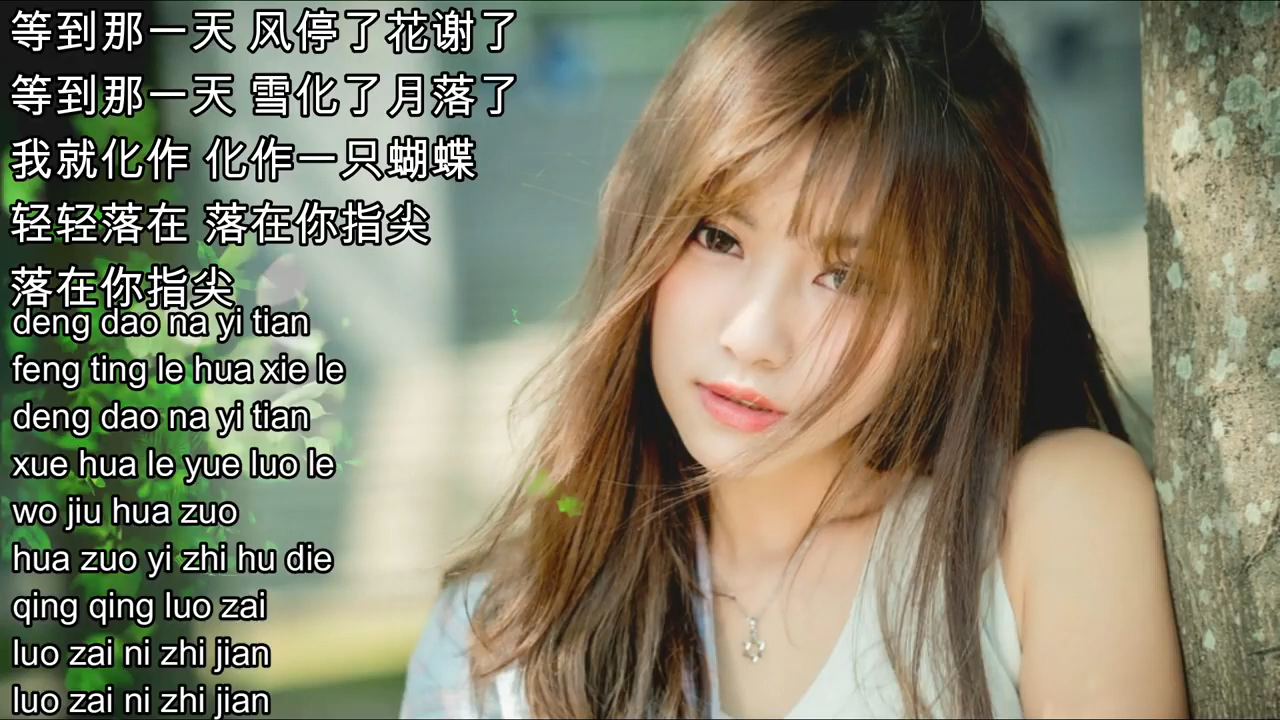 等到那一天 风停了花谢了
等到那一天 雪化了月落了
我就化作 化作一只蝴蝶
轻轻落在 落在你指尖
落在你指尖
deng dao na yi tian
feng ting le hua xie le
deng dao na yi tian
xue hua le yue luo le
wo jiu hua zuo
hua zuo yi zhi hu die
qing qing luo zai
luo zai ni zhi jian
luo zai ni zhi jian